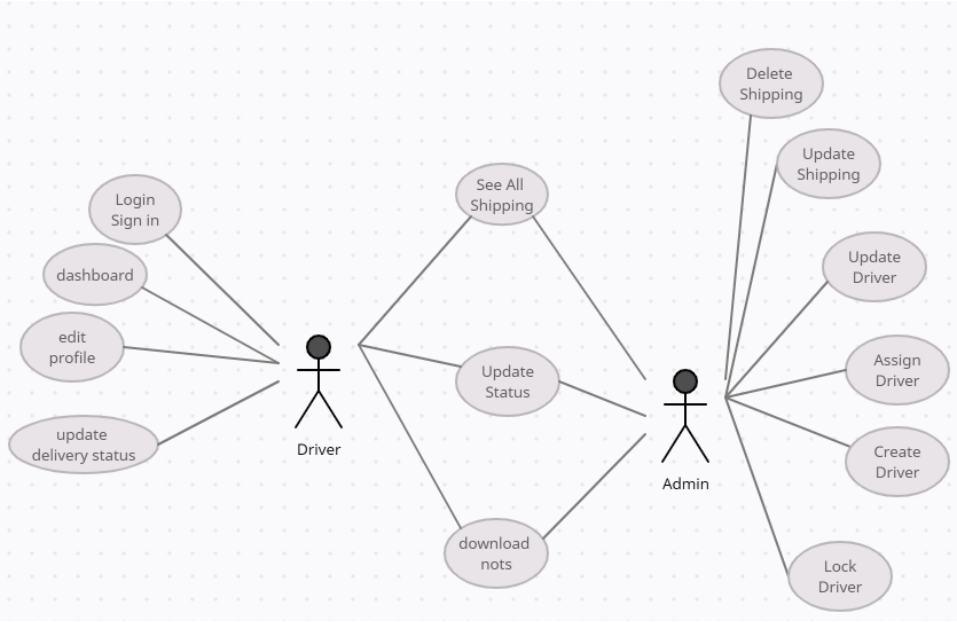 Delete
Shipping
Update
Shipping
Login
Sign in
See All
Shipping
dashboard
Update
Driver
edit
profile
Update
Status
Assign
Driver
update
delivery status
Driver
Admin
Create
Driver
download
nots
Lock
Driver